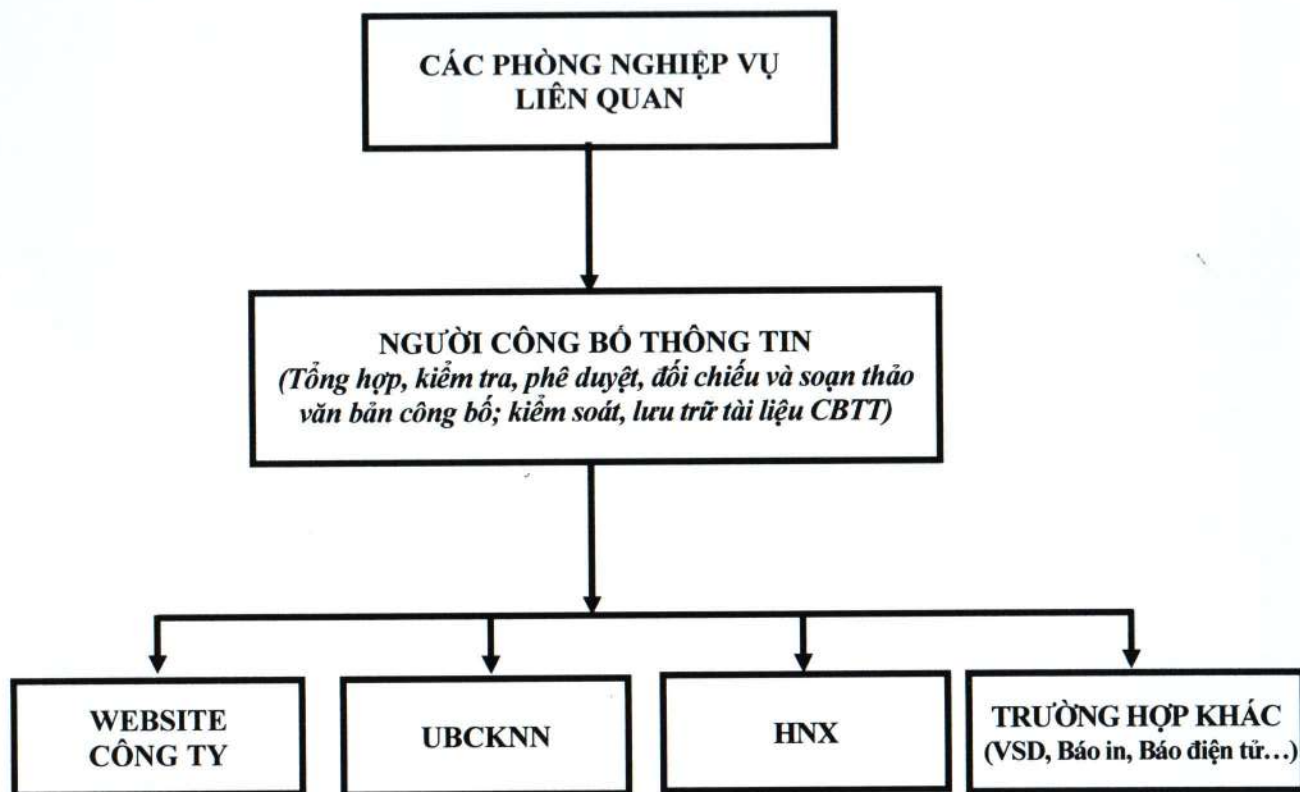 CÁC PHÒNG NGHIỆP VỤ
LIÊN QUAN
NGƯỜI CÔNG BỐ THÔNG TIN
(Tổng hợp, kiểm tra, phê duyệt, đối chiếu và soạn thảo
văn bản công bố; kiểm soát, lưu trữ tài liệu CBTT)
WEBSITE
CÔNG TY
UBCKNN
HNX
TRƯỜNG HỢP KHÁC
(VSD, Báo in, Báo điện tử...)